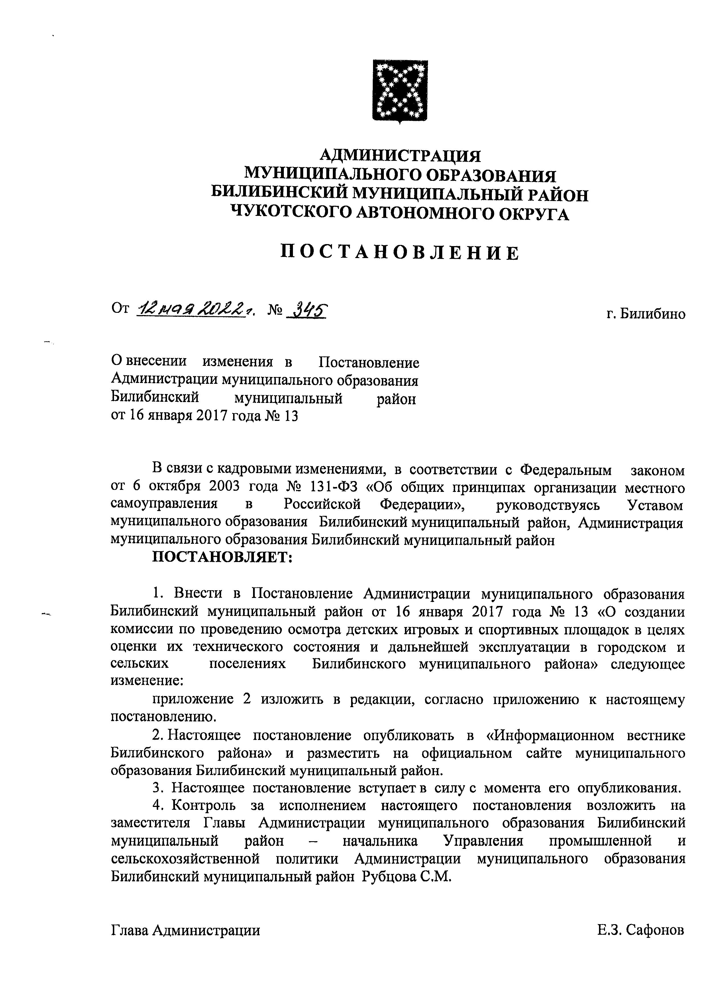 АДМИНИСТРАЦИЯ
МУНИЦИПАЛЬНОГО ОБРАЗОВАНИЯ
БИЛИБИНСКИЙ МУНИЦИПАЛЬНЫЙ РАЙОН
ЧУКОТСКОГО АВТОНОМНОГО ОКРУГА
П О С Т А Н О В Л Е Н И Е
От 12 мая 2022 г. № 345 г. Билибино
О внесении изменения в Постановление
Администрации муниципального образования
Билибинский муниципальный район
от 16 января 2017 года № 13
В связи с кадровыми изменениями, в соответствии с Федеральным законом
от 6 октября 2003 года № 131-ФЗ «Об общих принципах организации местного
самоуправления в Российской Федерации», руководствуясь Уставом
муниципального образования Билибинский муниципальный район, Администрация
муниципального образования Билибинский муниципальный район
ПОСТАНОВЛЯЕТ:
1. Внести в Постановление Администрации муниципального образования
Билибинский муниципальный район от 16 января 2017 года № 13 «О создании
комиссии по проведению осмотра детских игровых и спортивных площадок в целях
оценки их технического состояния и дальнейшей эксплуатации в городском и
сельских поселениях Билибинского муниципального района» следующее
изменение:
приложение 2 изложить в редакции, согласно приложению к настоящему
постановлению.
2. Настоящее постановление опубликовать в «Информационном вестнике
Билибинского района» и разместить на официальном сайте муниципального
образования Билибинский муниципальный район.
3. Настоящее постановление вступает в силу с момента его опубликования.
4. Контроль за исполнением настоящего постановления возложить на
заместителя Главы Администрации муниципального образования Билибинский
муниципальный район – начальника Управления промышленной и
сельскохозяйственной политики Администрации муниципального образования
Билибинский муниципальный район Рубцова С.М.
Глава Администрации Е.З. Сафонов